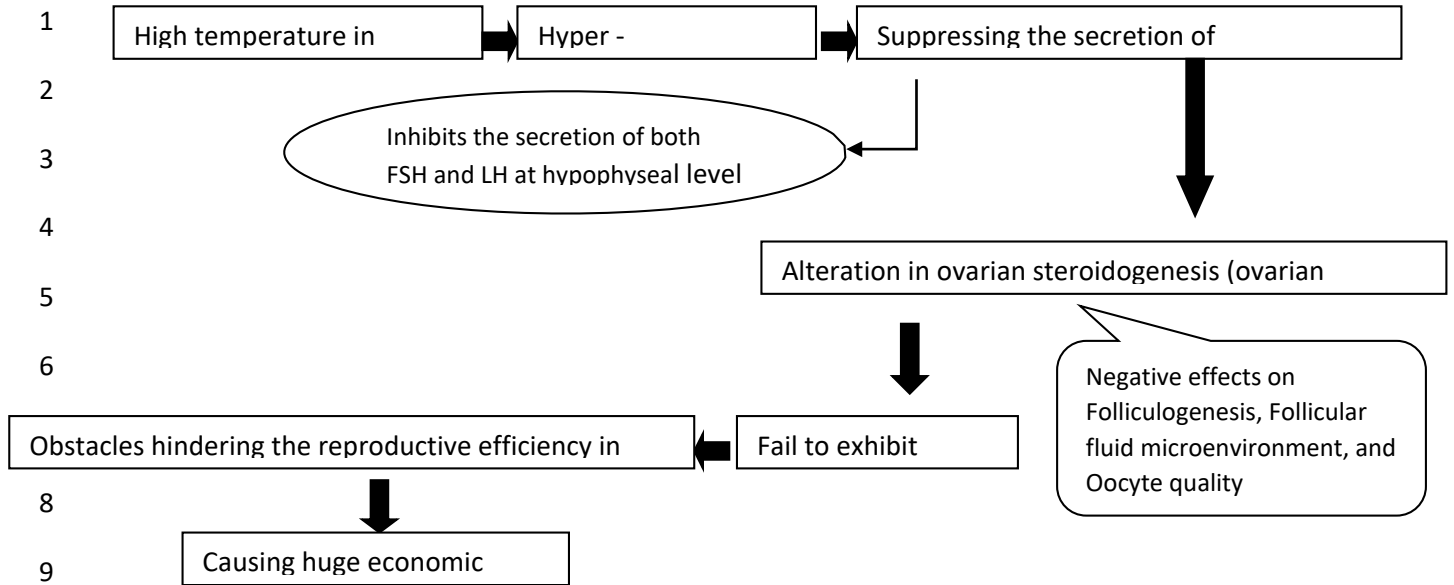 1
High temperature in
Hyper -
Suppressing the secretion of
2
Inhibits the secretion of both
3
FSH and LH at hypophyseal level
4
Alteration in ovarian steroidogenesis (ovarian
5
6
Negative effects on
Folliculogenesis, Follicular
fluid microenvironment, and
Oocyte quality
Fail to exhibit
Obstacles hindering the reproductive efficiency in
8
Causing huge economic
9